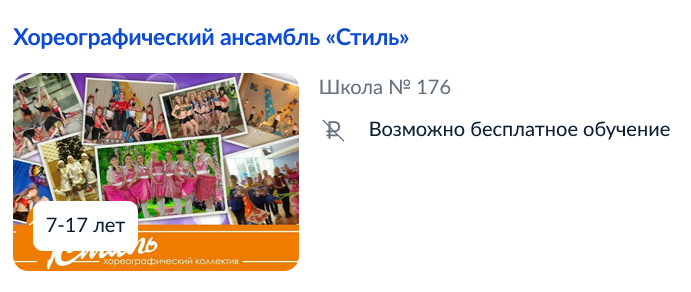 Хореографический ансамбль «Стиль»
Школа № 176
Возможно бесплатное обучение
7-17 лет
Стиль
хореографический коллектив